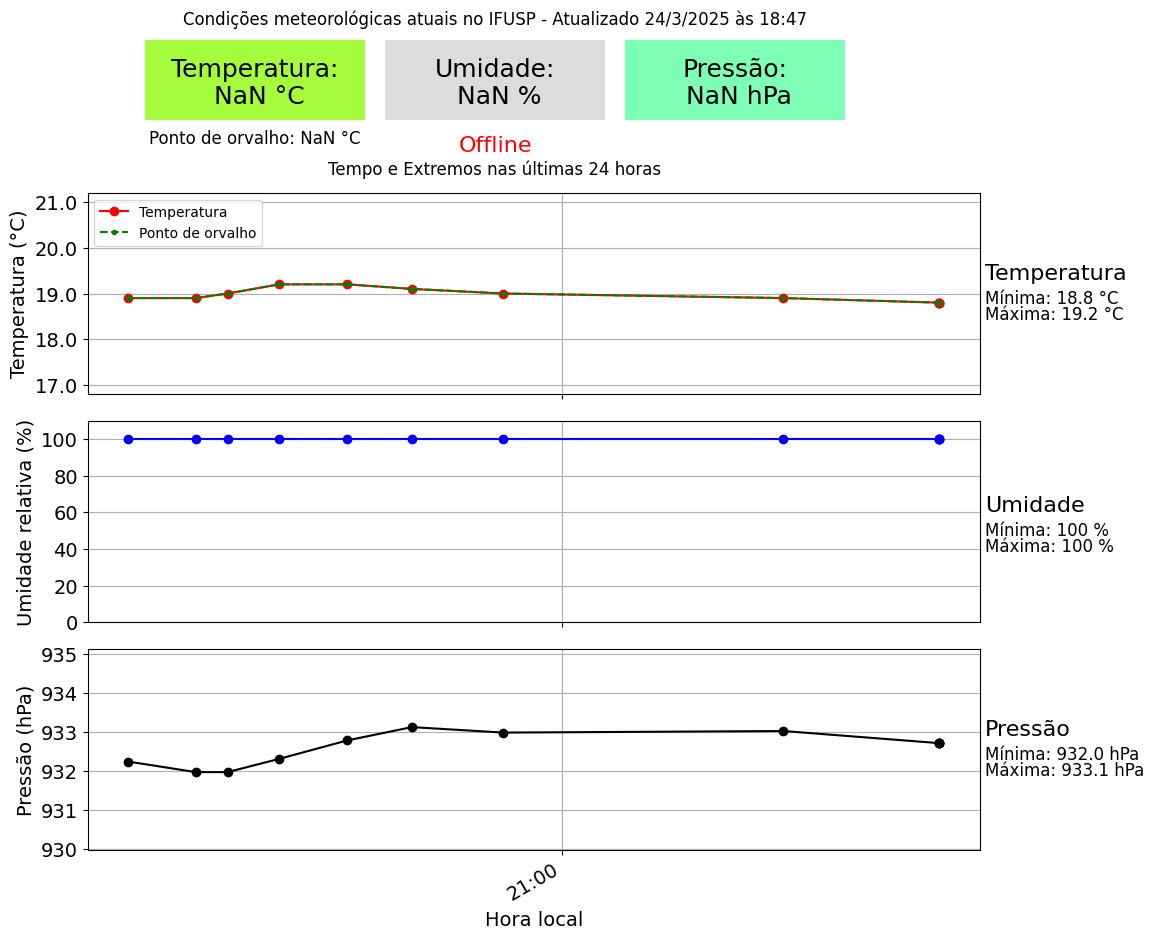 Condições meteorológicas atuais no IFUSP - Atualizado 24/3/2025 às 18:47
Temperatura:
NaN °C
Umidade:
NaN %
Pressão:
NaN hPa
Ponto de orvalho: NaN °C
Offline
Tempo e Extremos nas últimas 24 horas
Temperatura (°C)
21.0
20.0
19.0
18.0
17.0
Temperatura
Ponto de orvalho
Temperatura
Mínima: 18.8 °C
Máxima: 19.2 °C
Umidade relativa (%)
100
80
60
40
20
0
Umidade
Mínima: 100 %
Máxima: 100 %
Pressão (hPa)
935
934
933
932
931
930
Pressão
Mínima: 932.0 hPa
Máxima: 933.1 hPa
21:00
Hora local